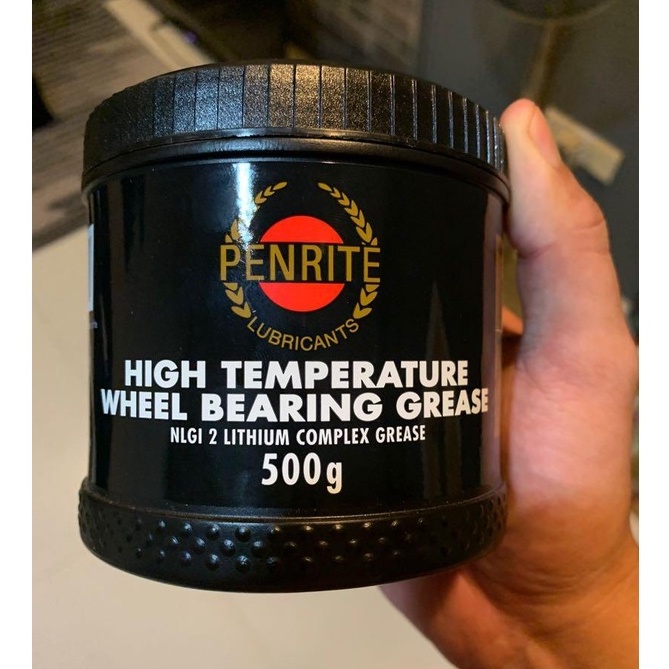 PENRITE
LUBRICANTS
HIGH TEMPERATURE
WHEEL BEARING GREASE
NLGI 2 LITHIUM COMPLEX GREASE
500g